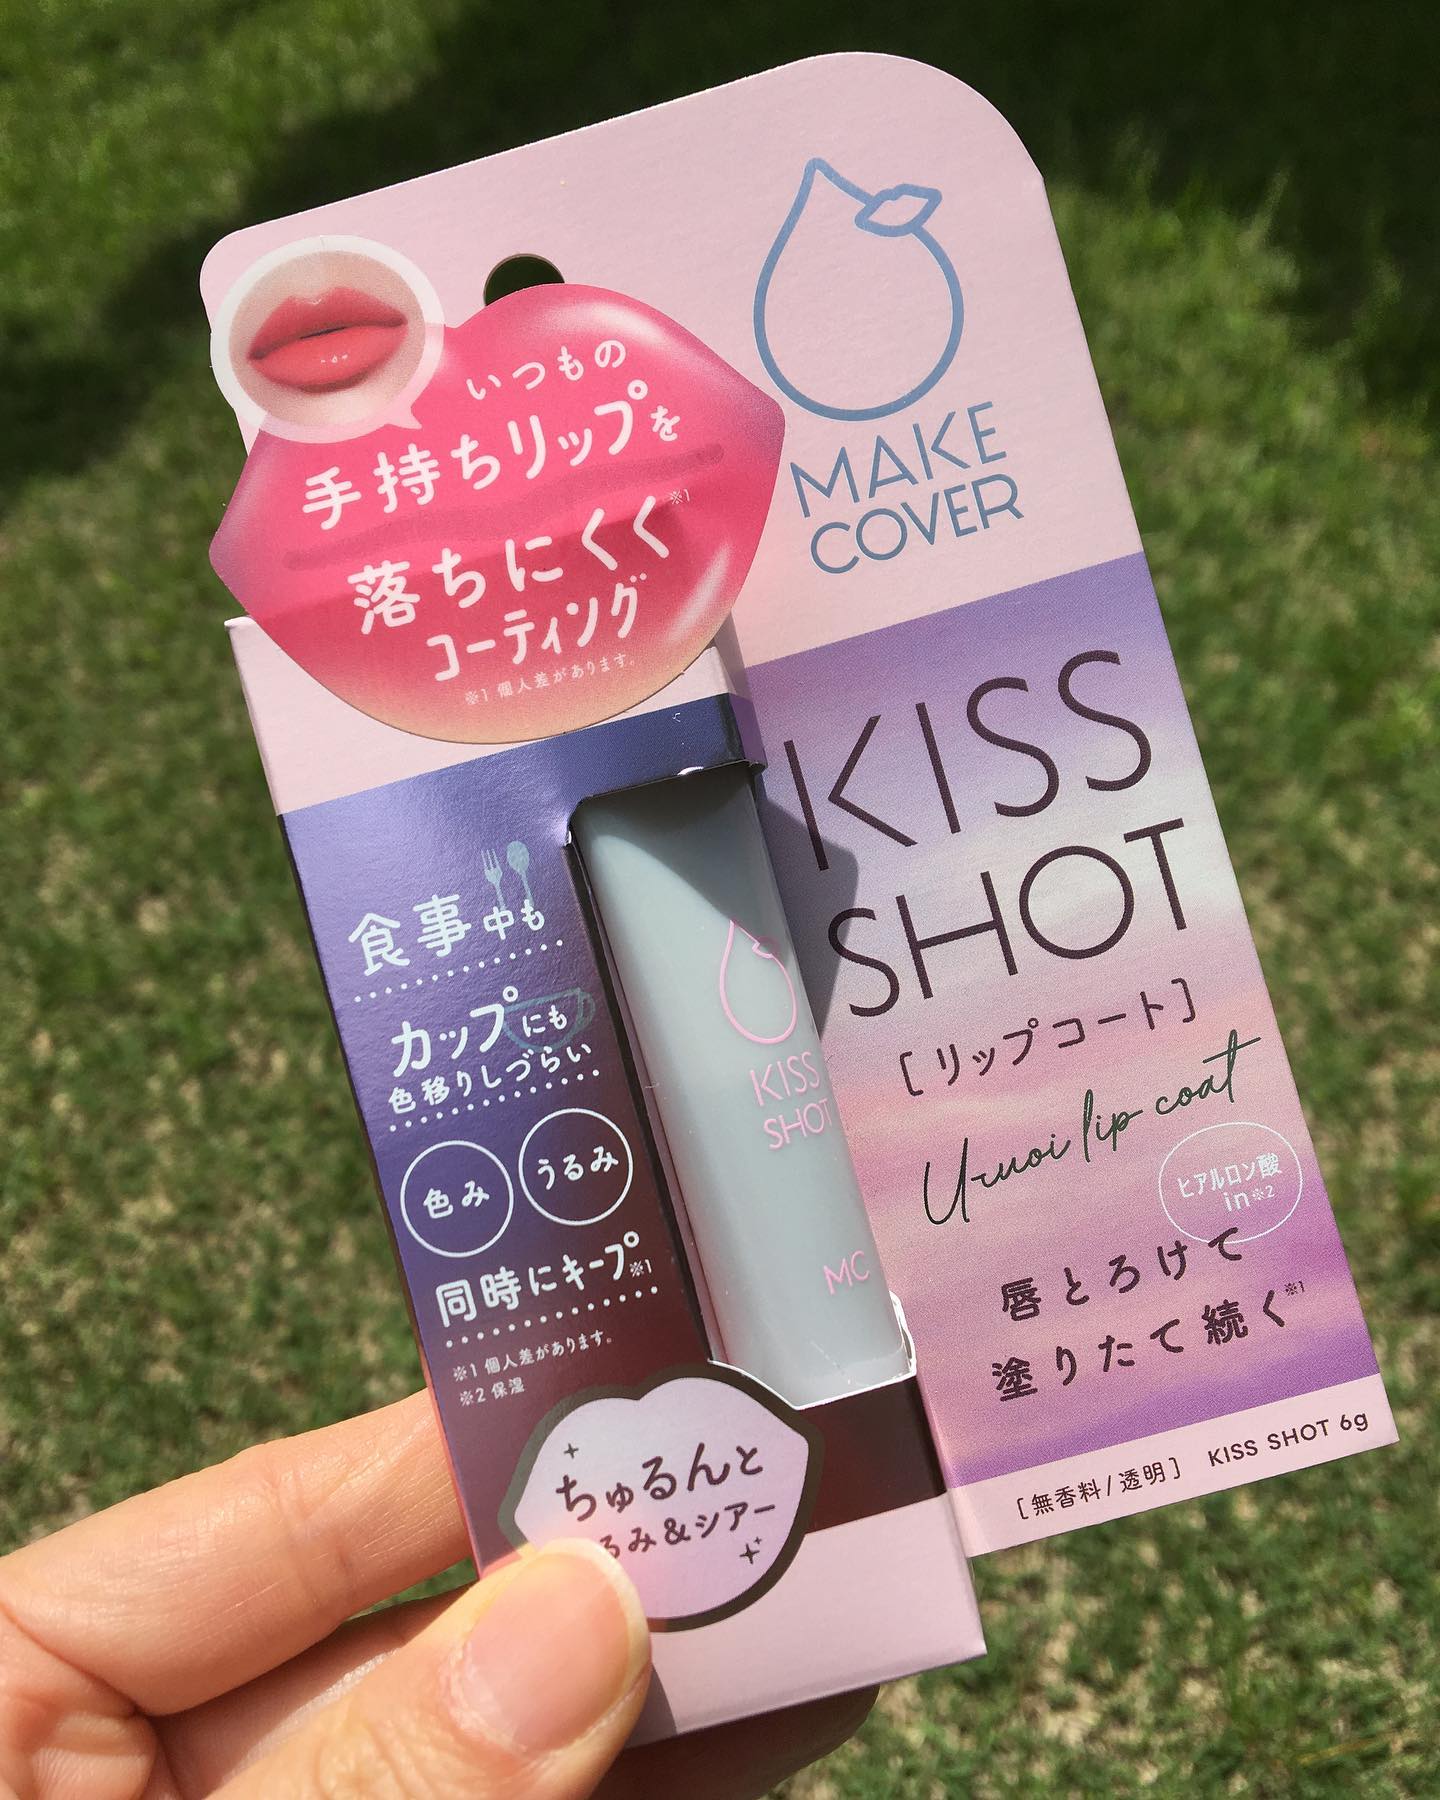 いつもの
手持ちリップを
落ちにくく※1
コーティング
※1 個人差があります。
MAKE
COVER
KISS
SHOT
[リップコート]
Uruoi lip coat
ヒアルロン酸
in※2
唇とろけて
塗りたて続く※1
[無香料/透明] KISS SHOT 6g
食事中も
カップにも
色移りしづらい
色み
うるみ
同時にキープ※1
※1 個人差があります。
※2 保湿
KISS
SHOT
MC
ちゅるんと
るみ&シアー